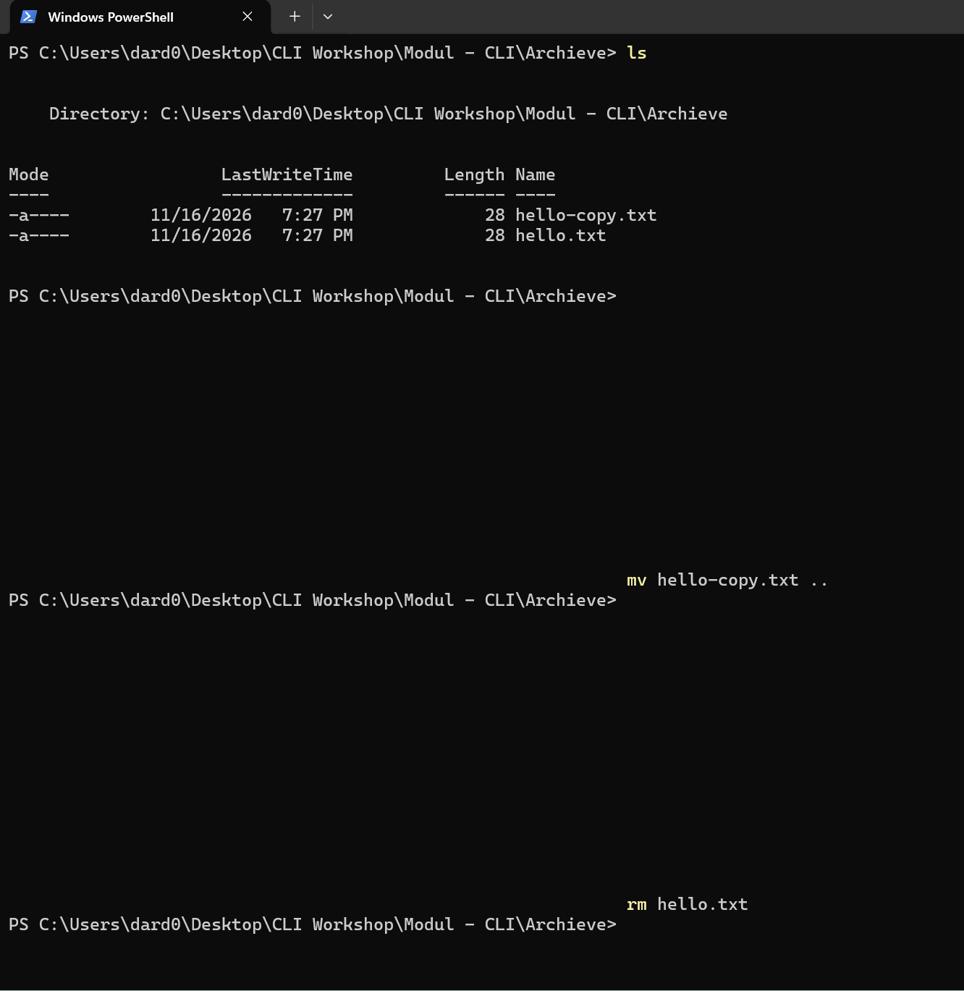 Windows PowerShell
PS C:\Users\dard0\Desktop\CLI Workshop\Modul - CLI\Archieve> ls
Directory: C:\Users\dard0\Desktop\CLI Workshop\Modul - CLI\Archieve
Mode LastWriteTime Length Name
---- ------------- ------ ----
-a---- 11/16/2026 7:27 PM 28 hello-copy.txt
-a---- 11/16/2026 7:27 PM 28 hello.txt
PS C:\Users\dard0\Desktop\CLI Workshop\Modul - CLI\Archieve>
mv hello-copy.txt ..
PS C:\Users\dard0\Desktop\CLI Workshop\Modul - CLI\Archieve>
rm hello.txt
PS C:\Users\dard0\Desktop\CLI Workshop\Modul - CLI\Archieve>